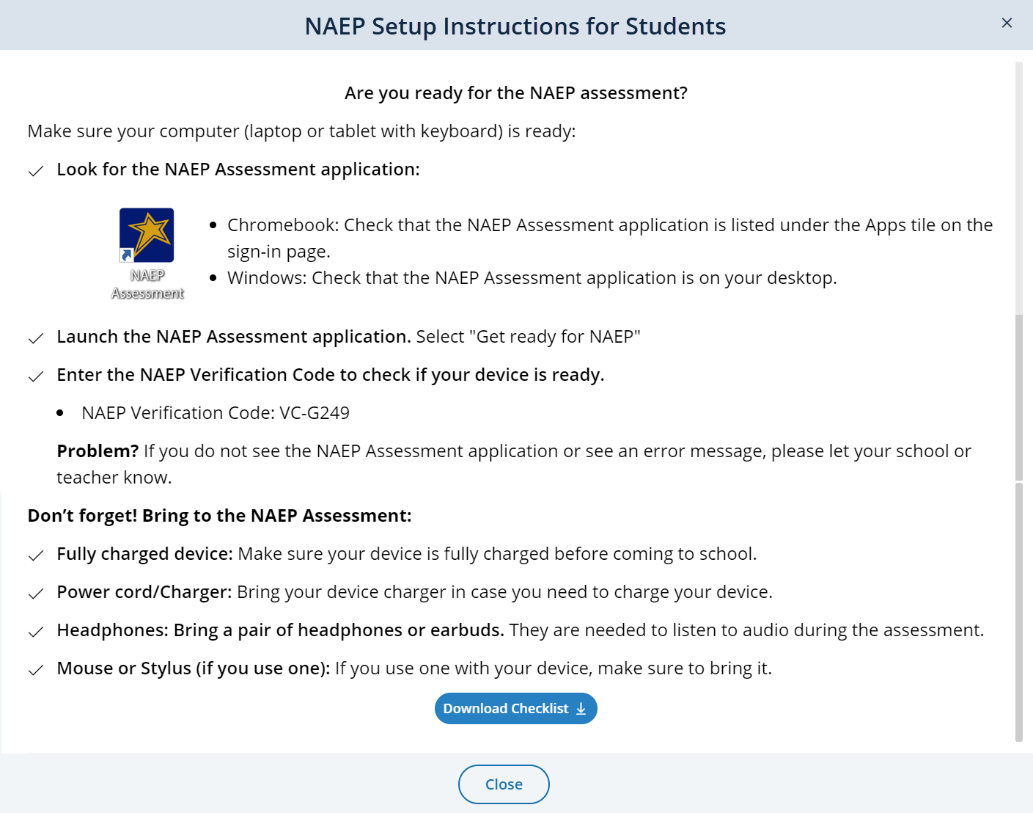 NAEP Setup Instructions for Students
Are you ready for the NAEP assessment?
Make sure your computer (laptop or tablet with keyboard) is ready:
Look for the NAEP Assessment application:
NAEP
Assessment
• Chromebook: Check that the NAEP Assessment application is listed under the Apps tile on the
sign-in page.
• Windows: Check that the NAEP Assessment application is on your desktop.
Launch the NAEP Assessment application. Select "Get ready for NAEP"
Enter the NAEP Verification Code to check if your device is ready.
• NAEP Verification Code: VC-G249
Problem? If you do not see the NAEP Assessment application or see an error message, please let your school or
teacher know.
Don’t forget! Bring to the NAEP Assessment:
Fully charged device: Make sure your device is fully charged before coming to school.
Power cord/Charger: Bring your device charger in case you need to charge your device.
Headphones: Bring a pair of headphones or earbuds. They are needed to listen to audio during the assessment.
Mouse or Stylus (if you use one): If you use one with your device, make sure to bring it.
Download Checklist
Close